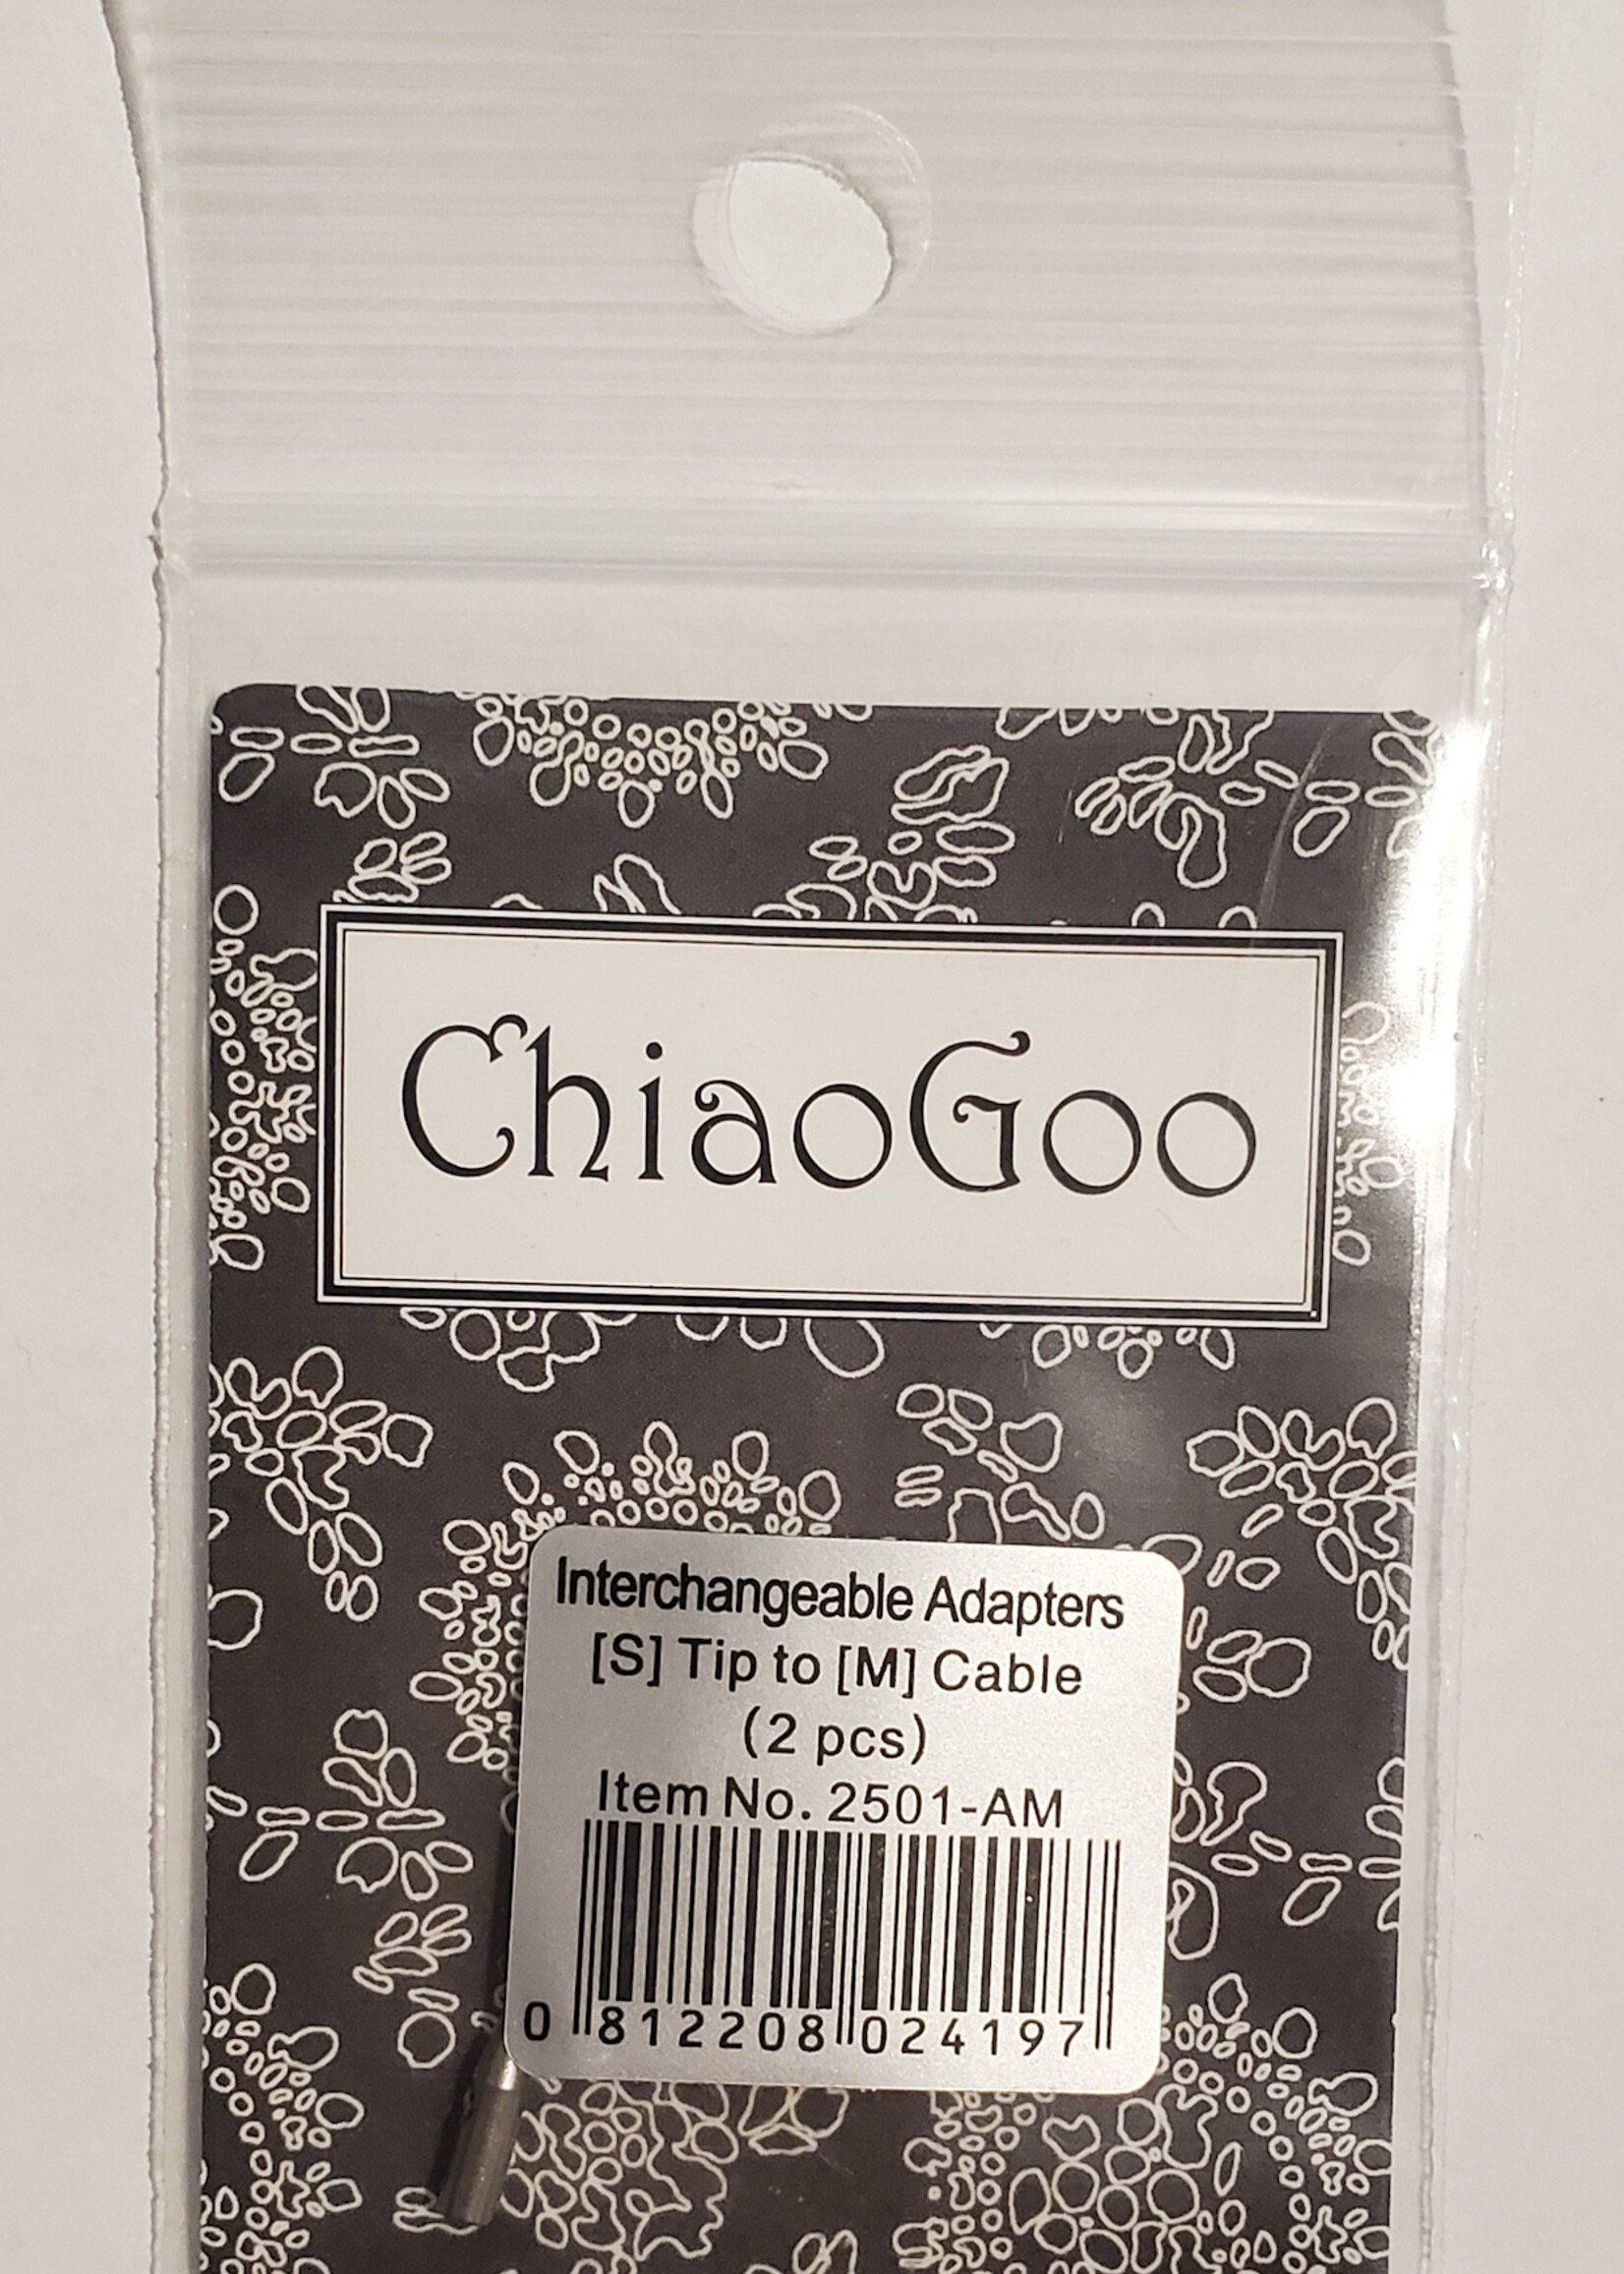 ChiaoGoo
Interchangeable Adapters
[S] Tip to [M] Cable
(2 pcs)
Item No. 2501-AM
0 812208 024197